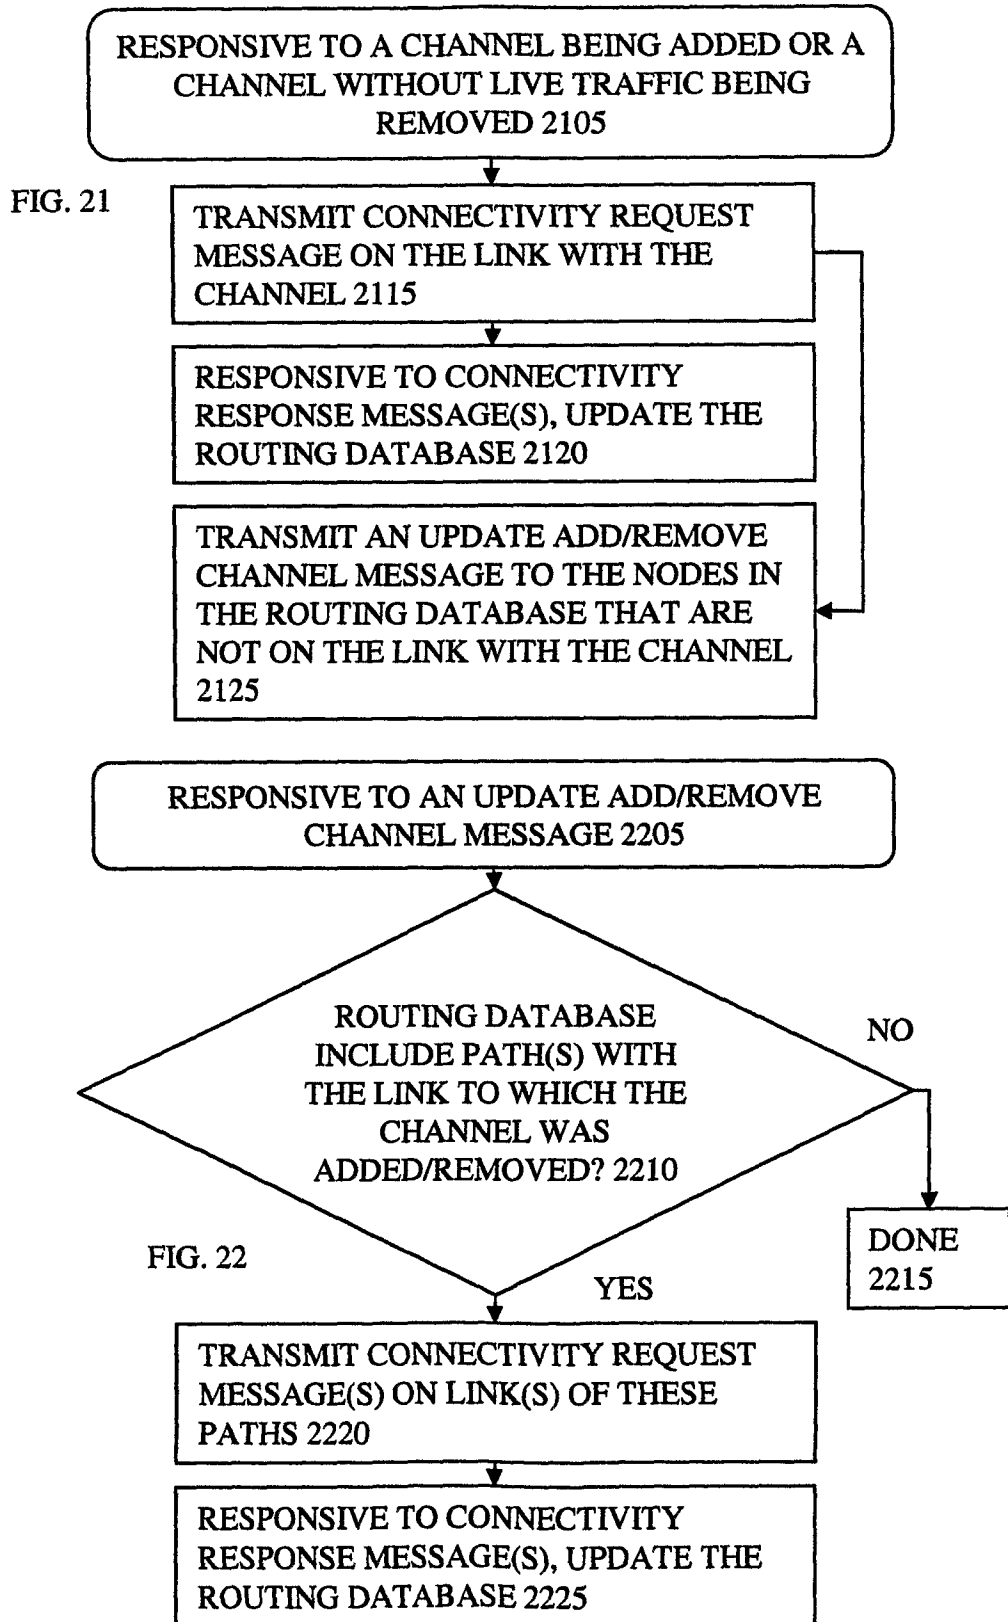 RESPONSIVE TO A CHANNEL BEING ADDED OR A
CHANNEL WITHOUT LIVE TRAFFIC BEING
REMOVED 2105
FIG. 21
TRANSMIT CONNECTIVITY REQUEST
MESSAGE ON THE LINK WITH THE
CHANNEL 2115
RESPONSIVE TO CONNECTIVITY
RESPONSE MESSAGE(S), UPDATE THE
ROUTING DATABASE 2120
TRANSMIT AN UPDATE ADD/REMOVE
CHANNEL MESSAGE TO THE NODES IN
THE ROUTING DATABASE THAT ARE
NOT ON THE LINK WITH THE CHANNEL
2125
RESPONSIVE TO AN UPDATE ADD/REMOVE
CHANNEL MESSAGE 2205
ROUTING DATABASE
INCLUDE PATH(S) WITH
THE LINK TO WHICH THE
CHANNEL WAS
ADDED/REMOVED? 2210
NO
DONE
2215
FIG. 22
YES
TRANSMIT CONNECTIVITY REQUEST
MESSAGE(S) ON LINK(S) OF THESE
PATHS 2220
RESPONSIVE TO CONNECTIVITY
RESPONSE MESSAGE(S), UPDATE THE
ROUTING DATABASE 2225